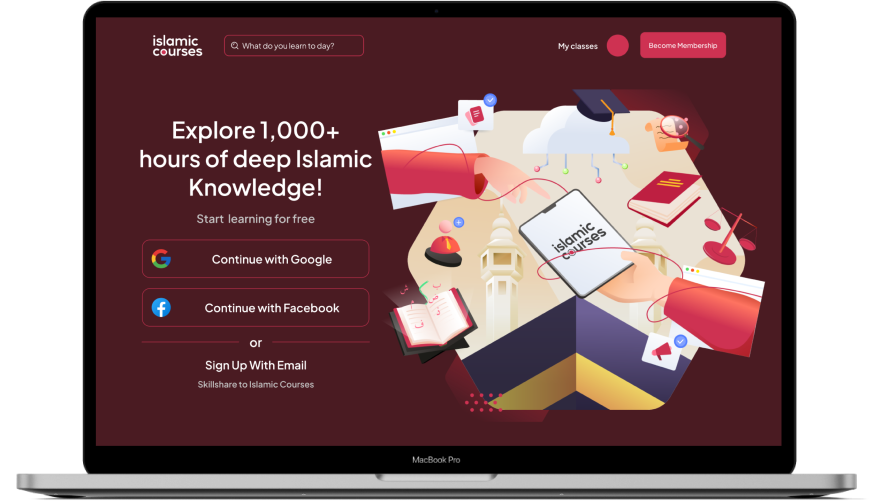 islamic
courses
What do you learn to day?
My classes
Become Membership
Explore 1,000+
hours of deep Islamic
Knowledge!
Start learning for free
Continue with Google
Continue with Facebook
or
Sign Up With Email
Skillshare to Islamic Courses
islamic
courses
MacBook Pro